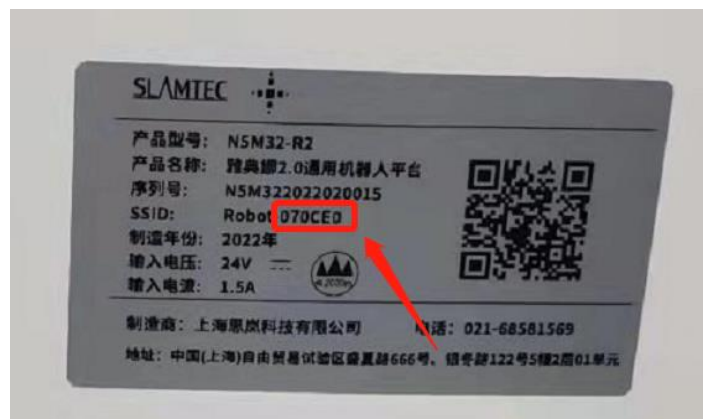 SLAMTEC
产品型号: N5M32-R2
产品名称: 雅典娜2.0通用机器人平台
序列号: N5M322022020015
SSID: Robot-070CE0
制造年份: 2022年
输入电压: 24V ⎓
输入电流: 1.5A
制造商: 上海思岚科技有限公司 电话: 021-68581569
地址: 中国(上海)自由贸易试验区盛夏路666号、银冬路122号5幢2层01单元